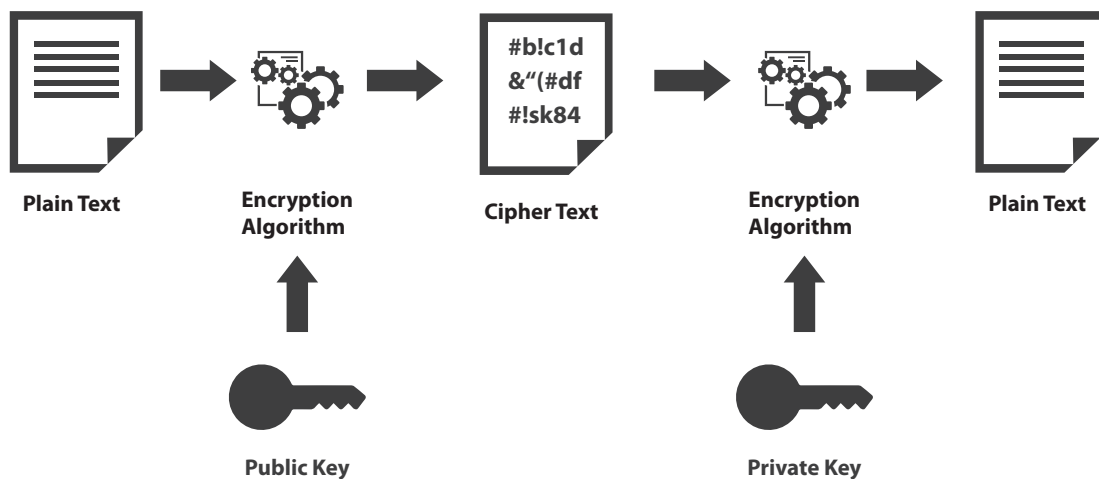 #b!c1d
&“(#df
#!sk84
Plain Text
Encryption
Algorithm
Cipher Text
Encryption
Algorithm
Plain Text
Public Key
Private Key